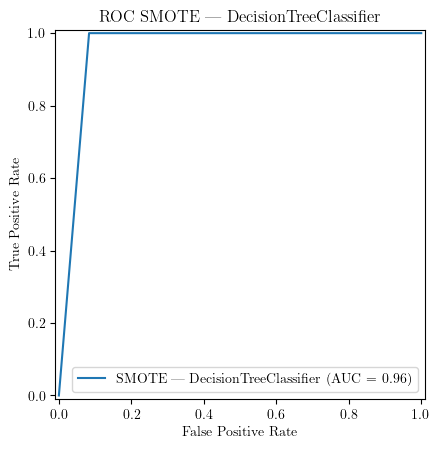 ROC SMOTE — DecisionTreeClassifier
1.0
0.8
0.6
0.4
0.2
0.0
True Positive Rate
SMOTE — DecisionTreeClassifier (AUC = 0.96)
0.0 0.2 0.4 0.6 0.8 1.0
False Positive Rate